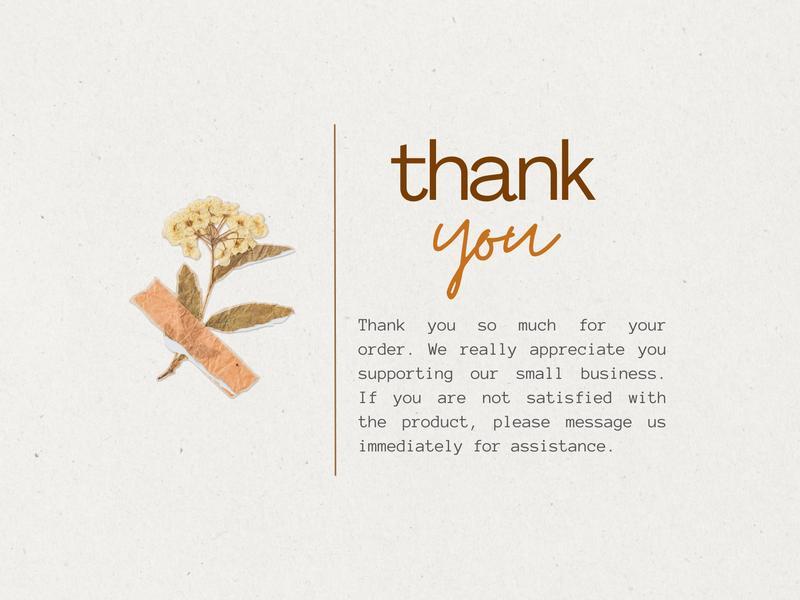 thank
you
Thank you so much for your
order. We really appreciate you
supporting our small business.
If you are not satisfied with
the product, please message us
immediately for assistance.